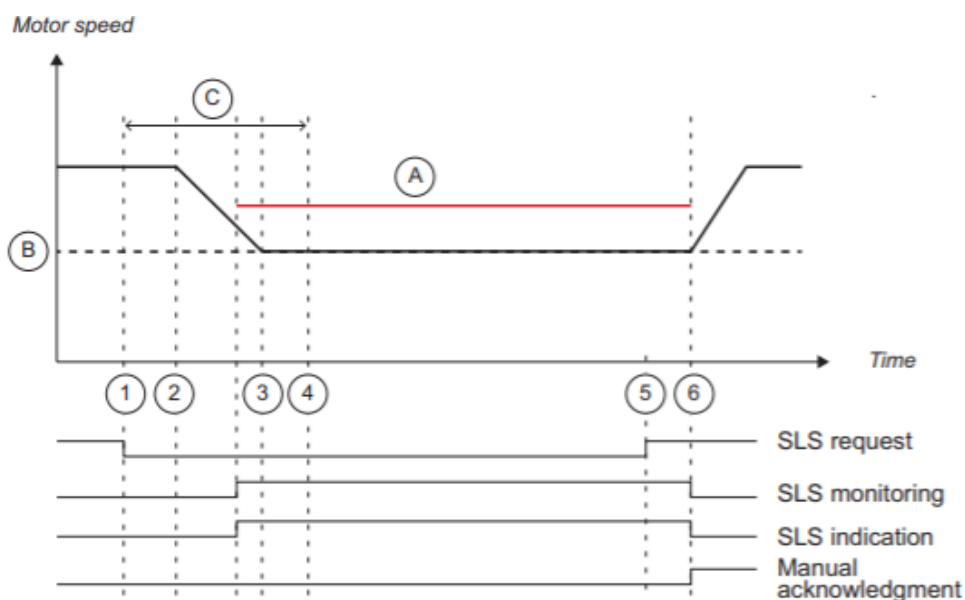 Motor speed
C
A
B
Time
1 2 3 4 5 6
SLS request
SLS monitoring
SLS indication
Manual
acknowledgment